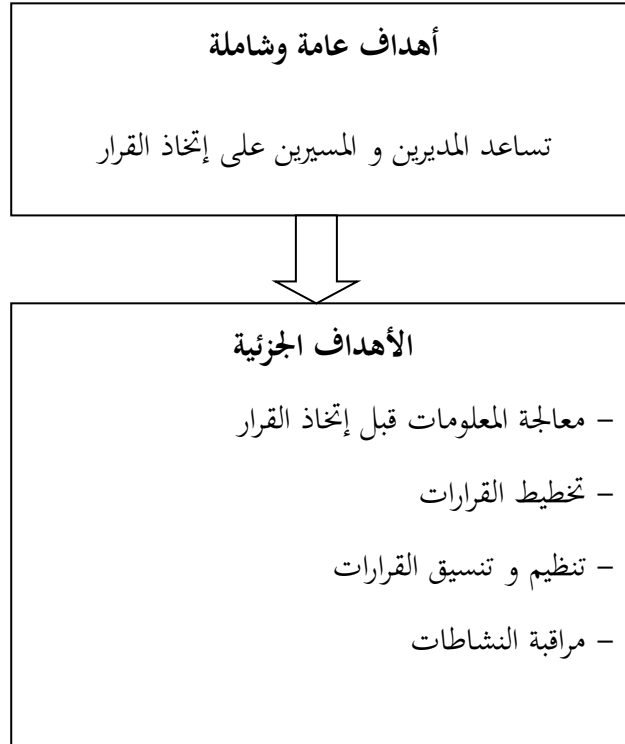 أهداف عامة وشاملة
تساعد المديرين و المسيرين على إتخاذ القرار
الأهداف الجزئية
– معالجة المعلومات قبل إتخاذ القرار
– تخطيط القرارات
– تنظيم و تنسيق القرارات
– مراقبة النشاطات